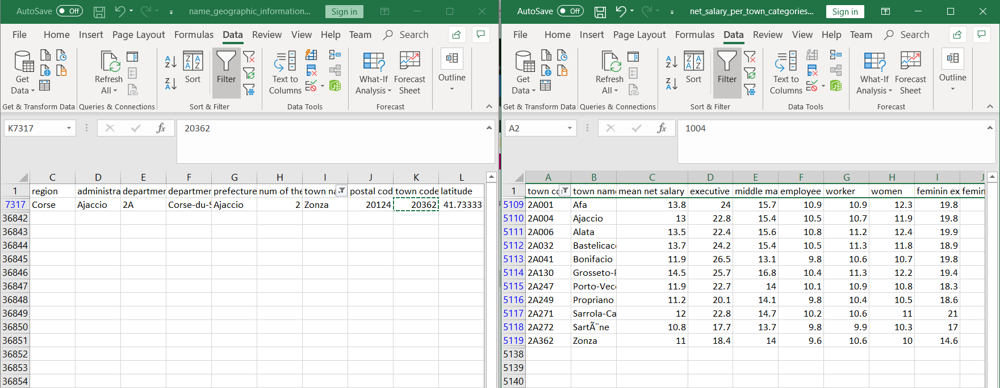 AutoSave Off name_geographic_information... Sign in
File Home Insert Page Layout Formulas Data Review View Help Team Search
Get Data
Refresh All
Sort
Filter
Text to Columns
What-If Analysis
Forecast Sheet
Outline
Get & Transform Data Queries & Connections Sort & Filter Data Tools Forecast
K7317 fx 20362
C D E F G H I J K L
1 region administra departmen departmen prefecture num of the town na postal cod town code latitude
7317 Corse Ajaccio 2A Corse-du-S Ajaccio 2 Zonza 20124 20362 41.73333
36842
36843
36844
36845
36846
36847
36848
36849
36850
36851
36852
36853
36854
AutoSave Off net_salary_per_town_categories... Sign in
File Home Insert Page Layout Formulas Data Review View Help Team Search
Get Data
Refresh All
Sort
Filter
Text to Columns
What-If Analysis
Forecast Sheet
Outline
Get & Transform Data Queries & Connections Sort & Filter Data Tools Forecast
A2 fx 1004
A B C D E F G H I J
1 town co town name mean net salary executive middle ma employee worker women feminin ex femin
5109 2A001 Afa 13.8 24 15.7 10.9 10.9 12.3 19.8
5110 2A004 Ajaccio 13 22.8 15.4 10.5 10.7 11.9 19.8
5111 2A006 Alata 13.5 22.4 15.6 10.8 11.2 12.4 19.9
5112 2A032 Bastelicacc 13.7 24.2 15.4 10.5 11.3 11.8 18.9
5113 2A041 Bonifacio 11.9 26.5 13.1 9.8 10.6 10.7 19.8
5114 2A130 Grosseto-P 14.5 25.7 16.8 10.4 11.3 12.2 19.4
5115 2A247 Porto-Vecc 11.9 22.7 14 10.1 10.9 10.8 18.3
5116 2A249 Propriano 11.2 20.1 14.1 9.8 10.4 10.5 18.6
5117 2A271 Sarrola-Ca 12 22.8 14.7 10.2 10.6 11 21
5118 2A272 SartÃ¨ne 10.8 17.7 13.7 9.8 9.9 10.3 17
5119 2A362 Zonza 11 18.4 14 9.6 10.6 10 14.6
5138
5139
5140